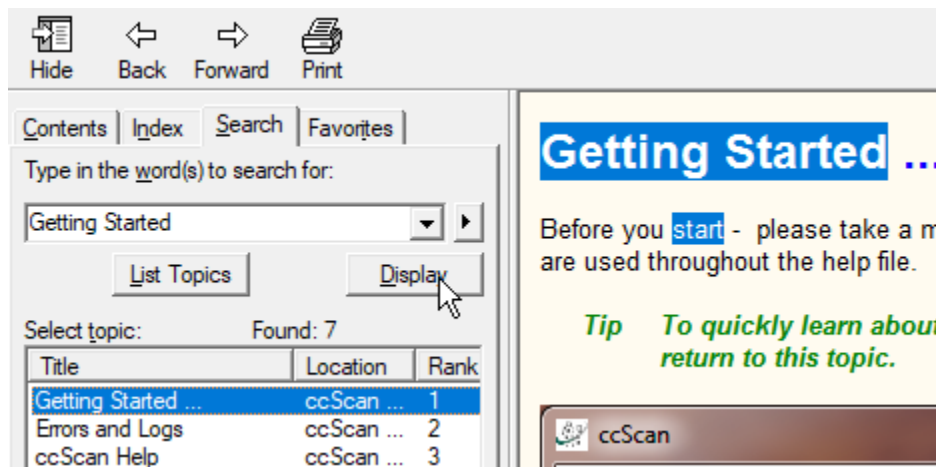 Hide Back Forward Print
Contents Index Search Favorites
Type in the word(s) to search for:
Getting Started
List Topics Display
Select topic: Found: 7
Title Location Rank
Getting Started ... ccScan ... 1
Errors and Logs ccScan ... 2
ccScan Help ccScan ... 3
Getting Started ...
Before you start - please take a m
are used throughout the help file.
Tip To quickly learn about
return to this topic.
ccScan